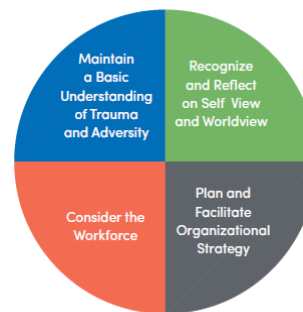 Maintain
a Basic
Understanding
of Trauma
and Adversity
Recognize
and Reflect
on Self View
and Worldview
Consider the
Workforce
Plan and
Facilitate
Organizational
Strategy